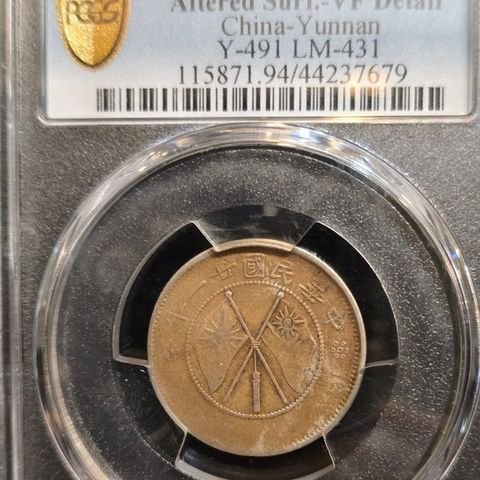 PCGS
Altered Surf.-VF Detail
China-Yunnan
Y-491 LM-431
115871.94/44237679
中華民國廿一年